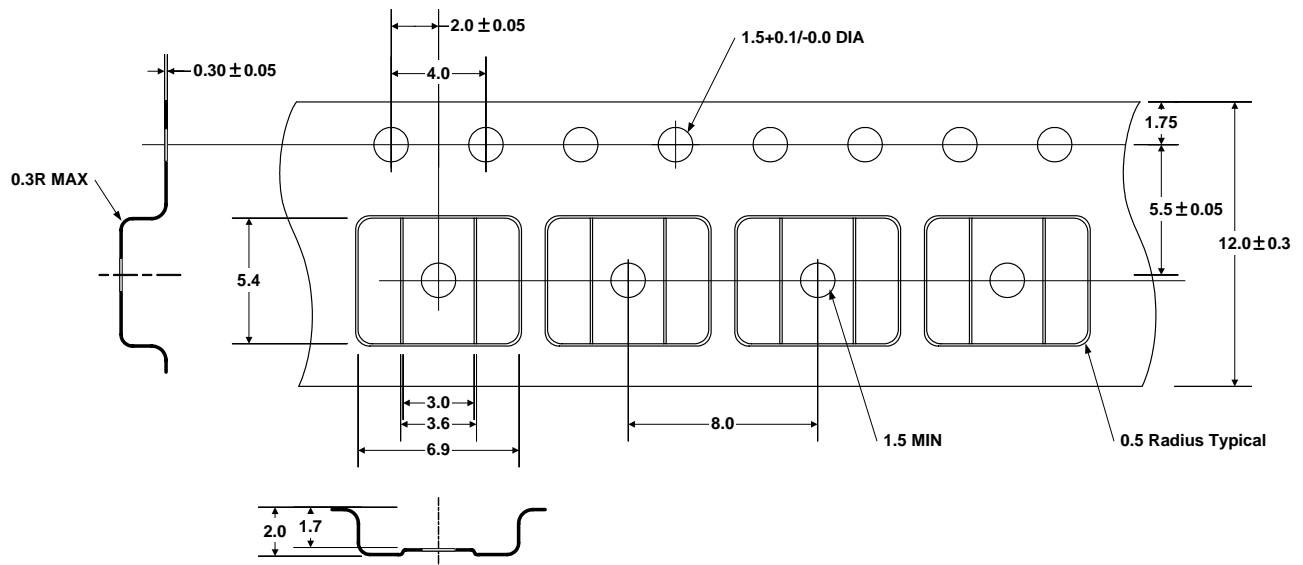 2.0 ± 0.05
1.5+0.1/-0.0 DIA
0.30 ± 0.05
4.0
1.75
0.3R MAX
5.5 ± 0.05
12.0 ± 0.3
5.4
3.0
3.6
8.0
1.5 MIN
0.5 Radius Typical
6.9
2.0
1.7